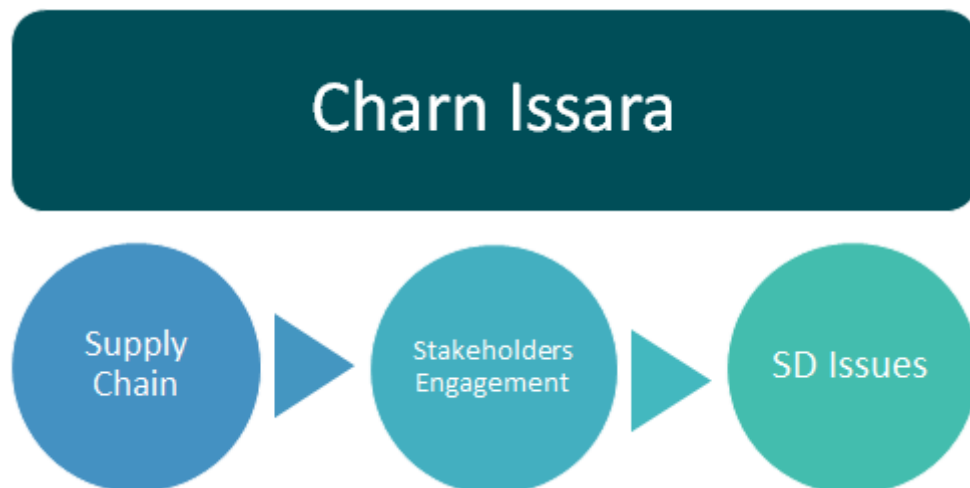 Charn Issara
Supply
Chain
Stakeholders
Engagement
SD Issues